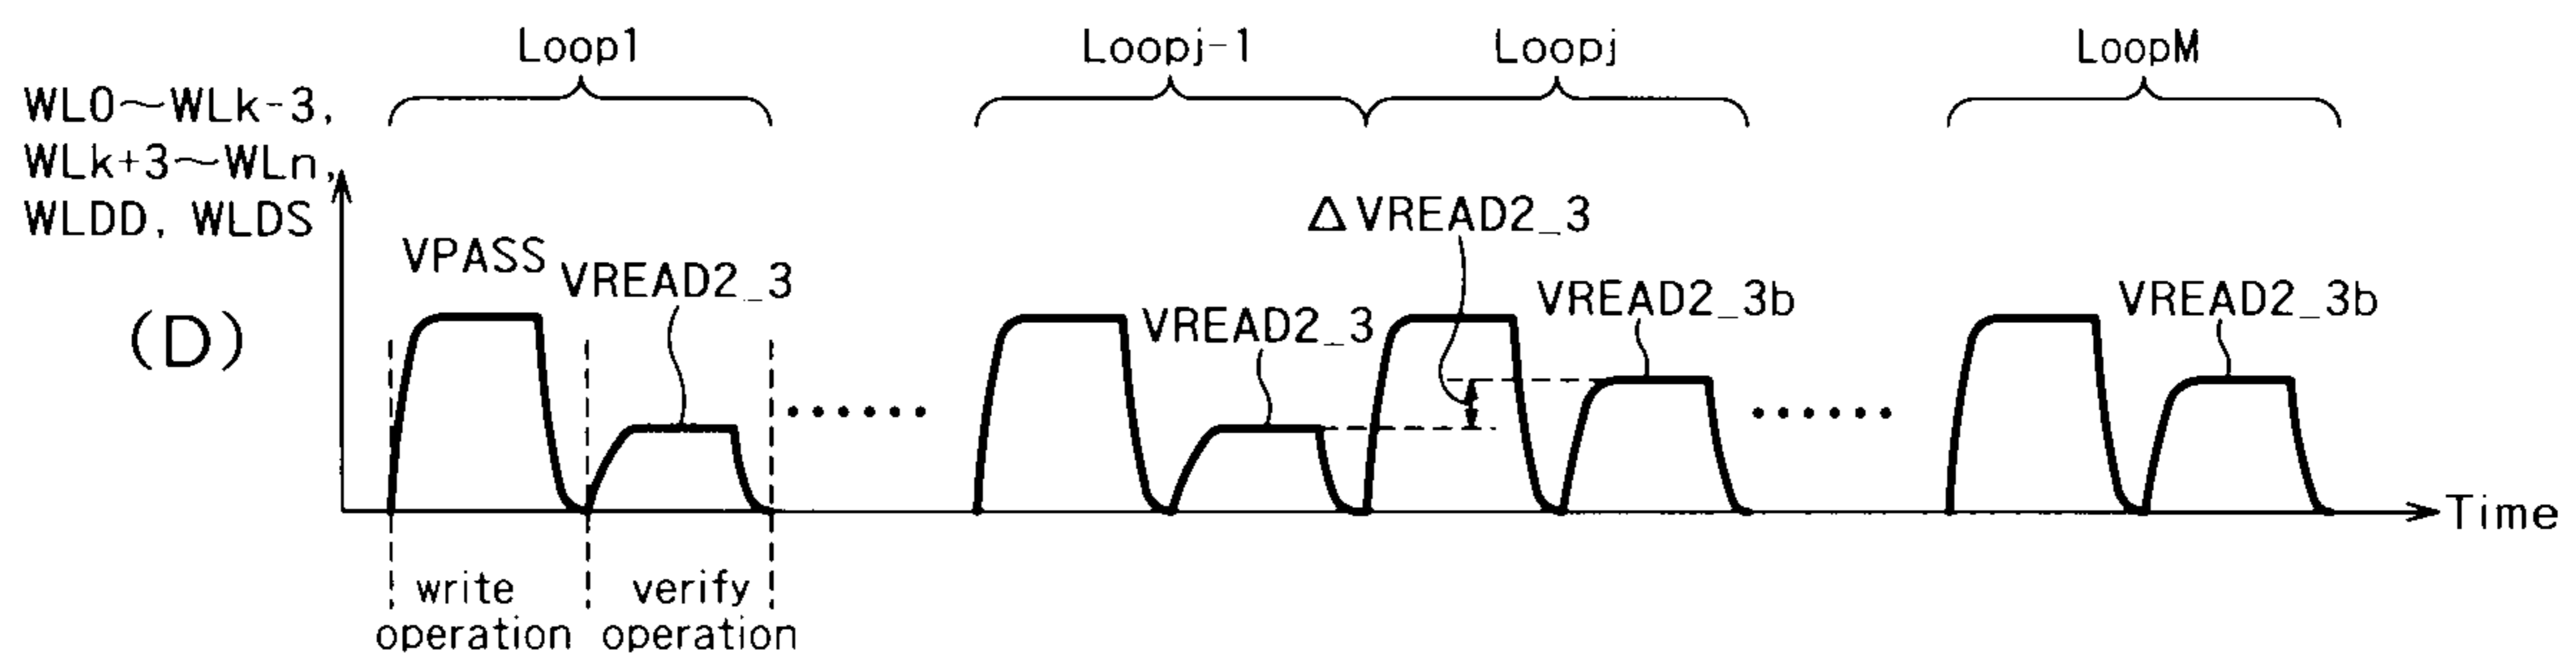 Loop1
Loopj-1
Loopj
LoopM
WL0～WLk-3,
WLk+3～WLn,
WLDD, WLDS
(D)
VPASS
VREAD2_3
VREAD2_3
ΔVREAD2_3
VREAD2_3b
VREAD2_3b
Time
write
operation
verify
operation